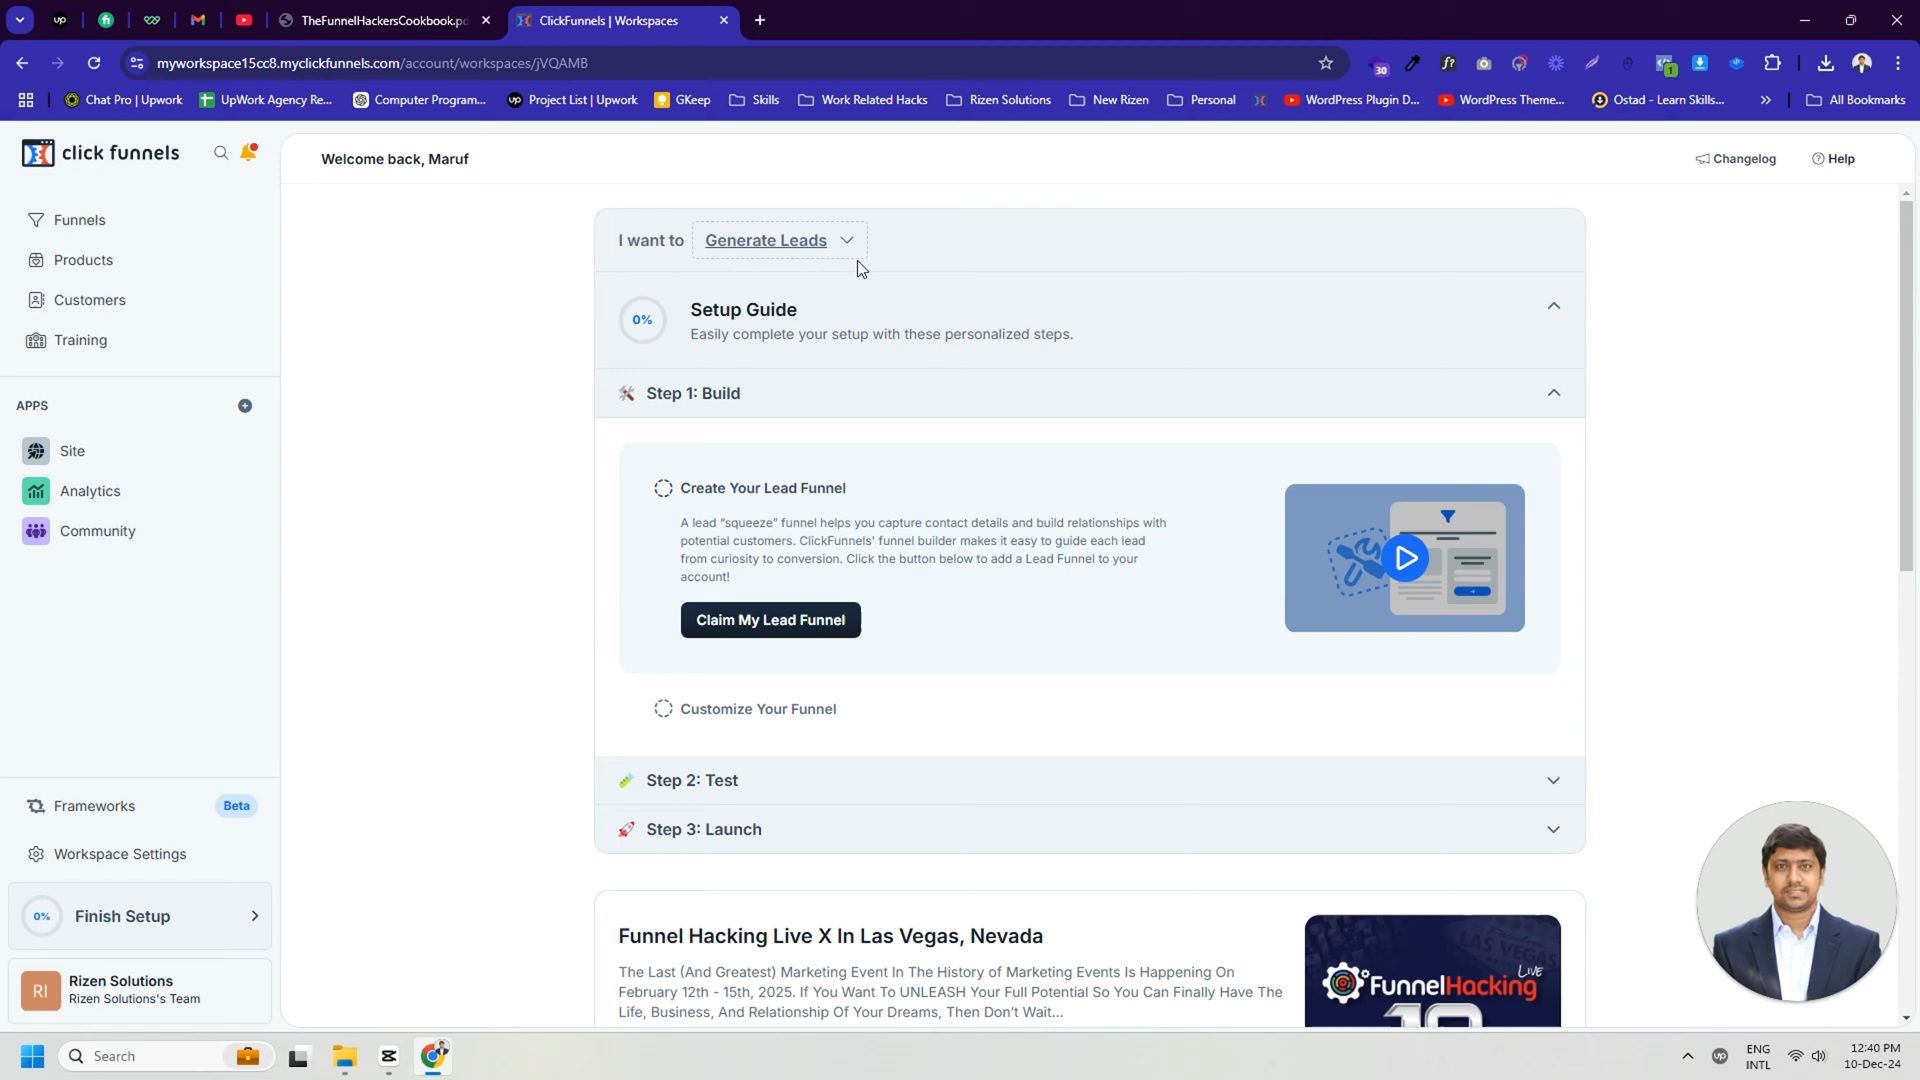 TheFunnelHackersCookbook.pd
ClickFunnels | Workspaces
myworkspace15cc8.myclickfunnels.com/account/workspaces/jVQAMB
30
f?
1
Chat Pro | Upwork
UpWork Agency Re...
Computer Program...
Project List | Upwork
GKeep
Skills
Work Related Hacks
Rizen Solutions
New Rizen
Personal
WordPress Plugin D...
WordPress Theme...
Ostad - Learn Skills...
All Bookmarks
click funnels
Welcome back, Maruf
Changelog
Help
Funnels
Products
Customers
Training
APPS
Site
Analytics
Community
Frameworks
Beta
Workspace Settings
0%
Finish Setup
RI
Rizen Solutions
Rizen Solutions's Team
I want to Generate Leads
0%
Setup Guide
Easily complete your setup with these personalized steps.
Step 1: Build
Create Your Lead Funnel
A lead “squeeze” funnel helps you capture contact details and build relationships with
potential customers. ClickFunnels' funnel builder makes it easy to guide each lead
from curiosity to conversion. Click the button below to add a Lead Funnel to your
account!
Claim My Lead Funnel
Customize Your Funnel
Step 2: Test
Step 3: Launch
Funnel Hacking Live X In Las Vegas, Nevada
The Last (And Greatest) Marketing Event In The History of Marketing Events Is Happening On
February 12th - 15th, 2025. If You Want To UNLEASH Your Full Potential So You Can Finally Have The
Life, Business, And Relationship Of Your Dreams, Then Don't Wait...
LAS VEGAS
FunnelHacking LIVE
10
Search
ENG
INTL
12:40 PM
10-Dec-24